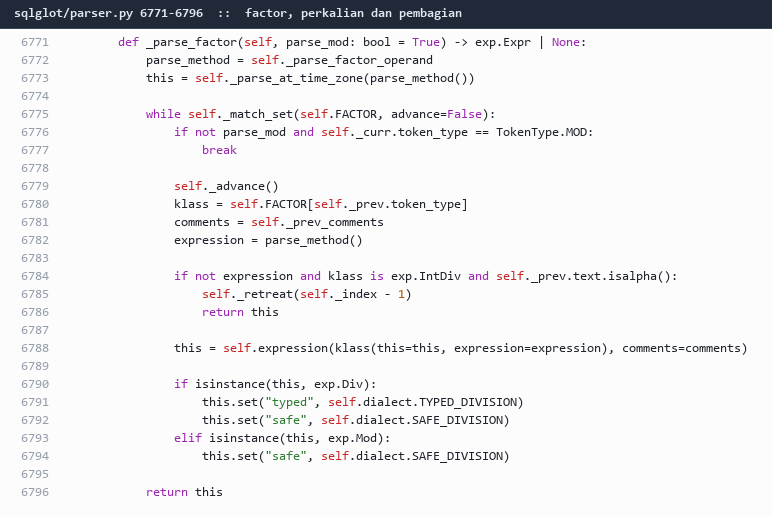 sqlglot/parser.py 6771-6796 :: factor, perkalian dan pembagian
6771 def _parse_factor(self, parse_mod: bool = True) -> exp.Expr | None:
6772 parse_method = self._parse_factor_operand
6773 this = self._parse_at_time_zone(parse_method())
6774
6775 while self._match_set(self.FACTOR, advance=False):
6776 if not parse_mod and self._curr.token_type == TokenType.MOD:
6777 break
6778
6779 self._advance()
6780 klass = self.FACTOR[self._prev.token_type]
6781 comments = self._prev_comments
6782 expression = parse_method()
6783
6784 if not expression and klass is exp.IntDiv and self._prev.text.isalpha():
6785 self._retreat(self._index - 1)
6786 return this
6787
6788 this = self.expression(klass(this=this, expression=expression), comments=comments)
6789
6790 if isinstance(this, exp.Div):
6791 this.set("typed", self.dialect.TYPED_DIVISION)
6792 this.set("safe", self.dialect.SAFE_DIVISION)
6793 elif isinstance(this, exp.Mod):
6794 this.set("safe", self.dialect.SAFE_DIVISION)
6795
6796 return this